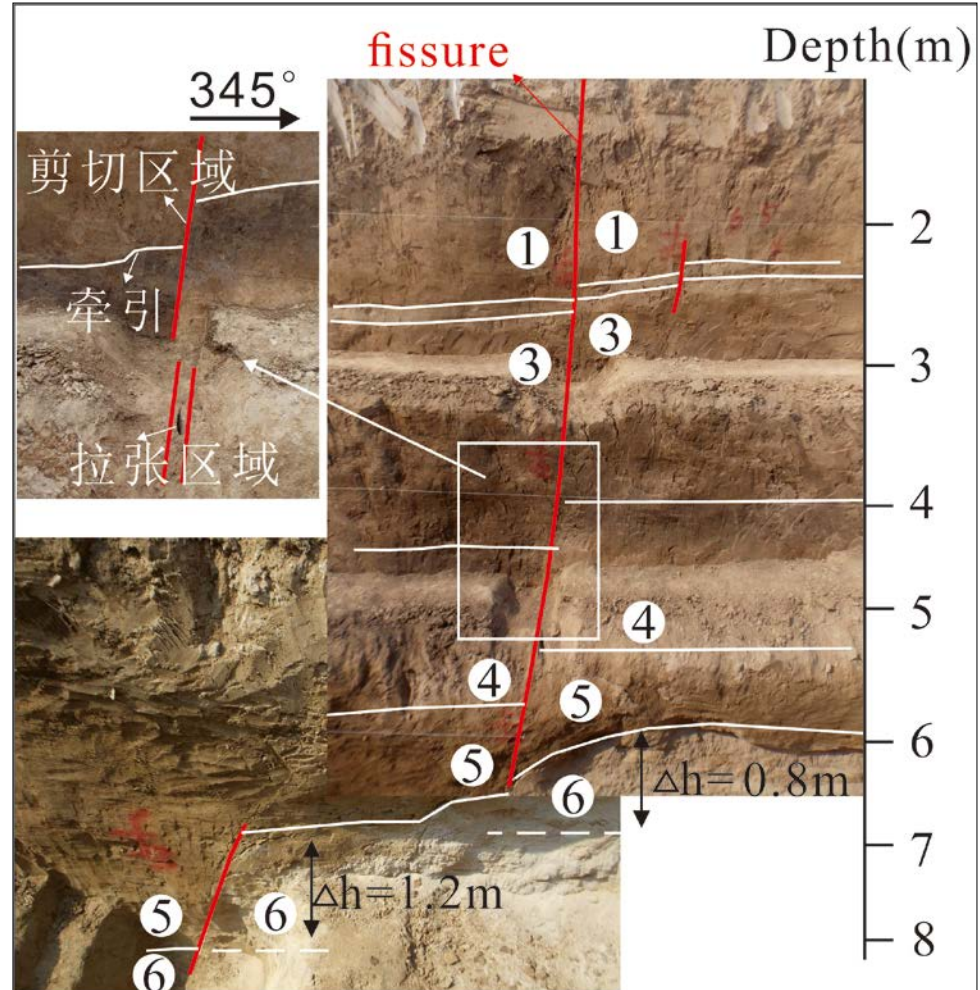 fissure
Depth(m)
345°
剪切区域
牵引
拉张区域
① ①
③ ③
④
④
⑤
⑤
⑥
△h=0.8m
△h=1.2m
⑤ ⑥
⑥
2
3
4
5
6
7
8